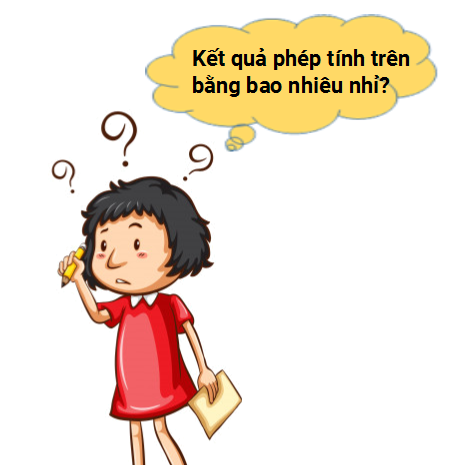 Kết quả phép tính trên
bằng bao nhiêu nhỉ?